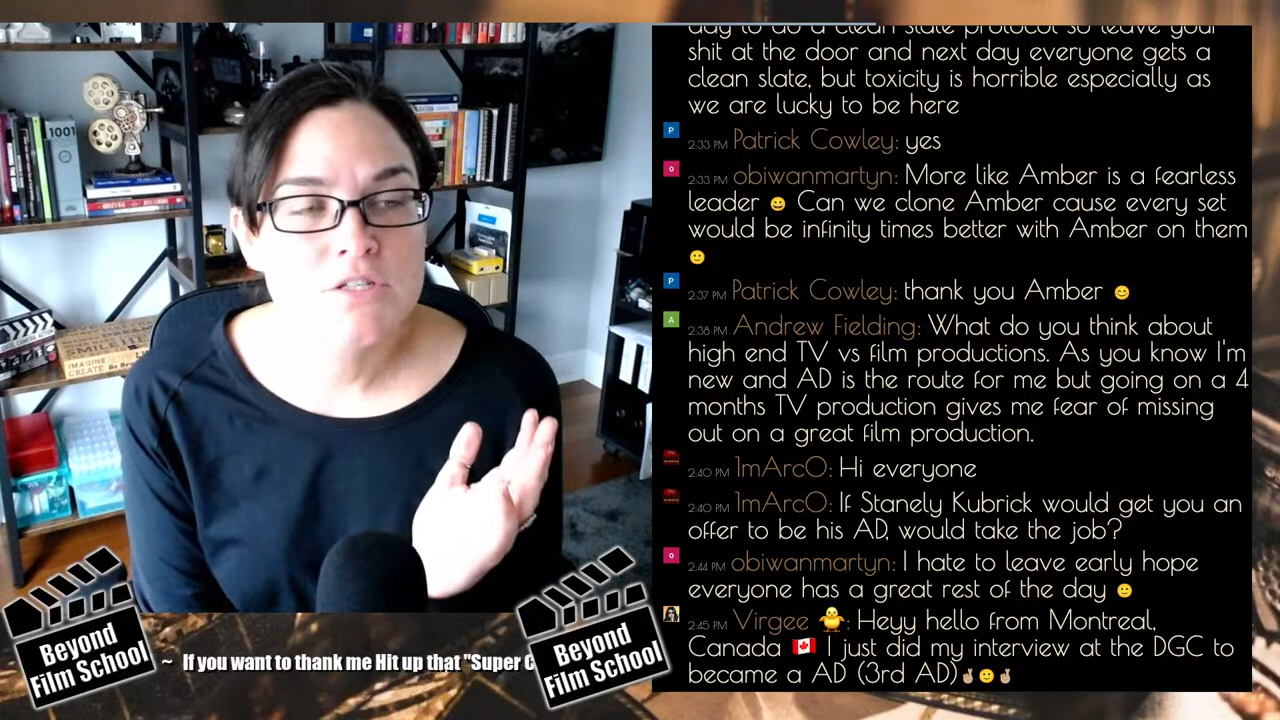 day to do a clean slate protocol so leave your
shit at the door and next day everyone gets a
clean slate, but toxicity is horrible especially as
we are lucky to be here
P 2:33 PM Patrick Cowley: yes
o 2:33 PM obiwanmartyn: More like Amber is a fearless
leader 😀 Can we clone Amber cause every set
would be infinity times better with Amber on them
🙂
P 2:37 PM Patrick Cowley: thank you Amber 😊
A 2:38 PM Andrew Fielding: What do you think about
high end TV vs film productions. As you know I'm
new and AD is the route for me but going on a 4
months TV production gives me fear of missing
out on a great film production.
2:40 PM 1mArcO: Hi everyone
2:40 PM 1mArcO: If Stanely Kubrick would get you an
offer to be his AD, would take the job?
o 2:44 PM obiwanmartyn: I hate to leave early hope
everyone has a great rest of the day 🙂
2:45 PM Virgee 🐥: Heyy hello from Montreal,
Canada 🇨🇦 I just did my interview at the DGC to
became a AD (3rd AD)🤞🏽🙂🤞🏽
1001
IMAGINE
CREATE
Beyond
Film School
~ If you want to thank me Hit up that "Super C
Beyond
Film School